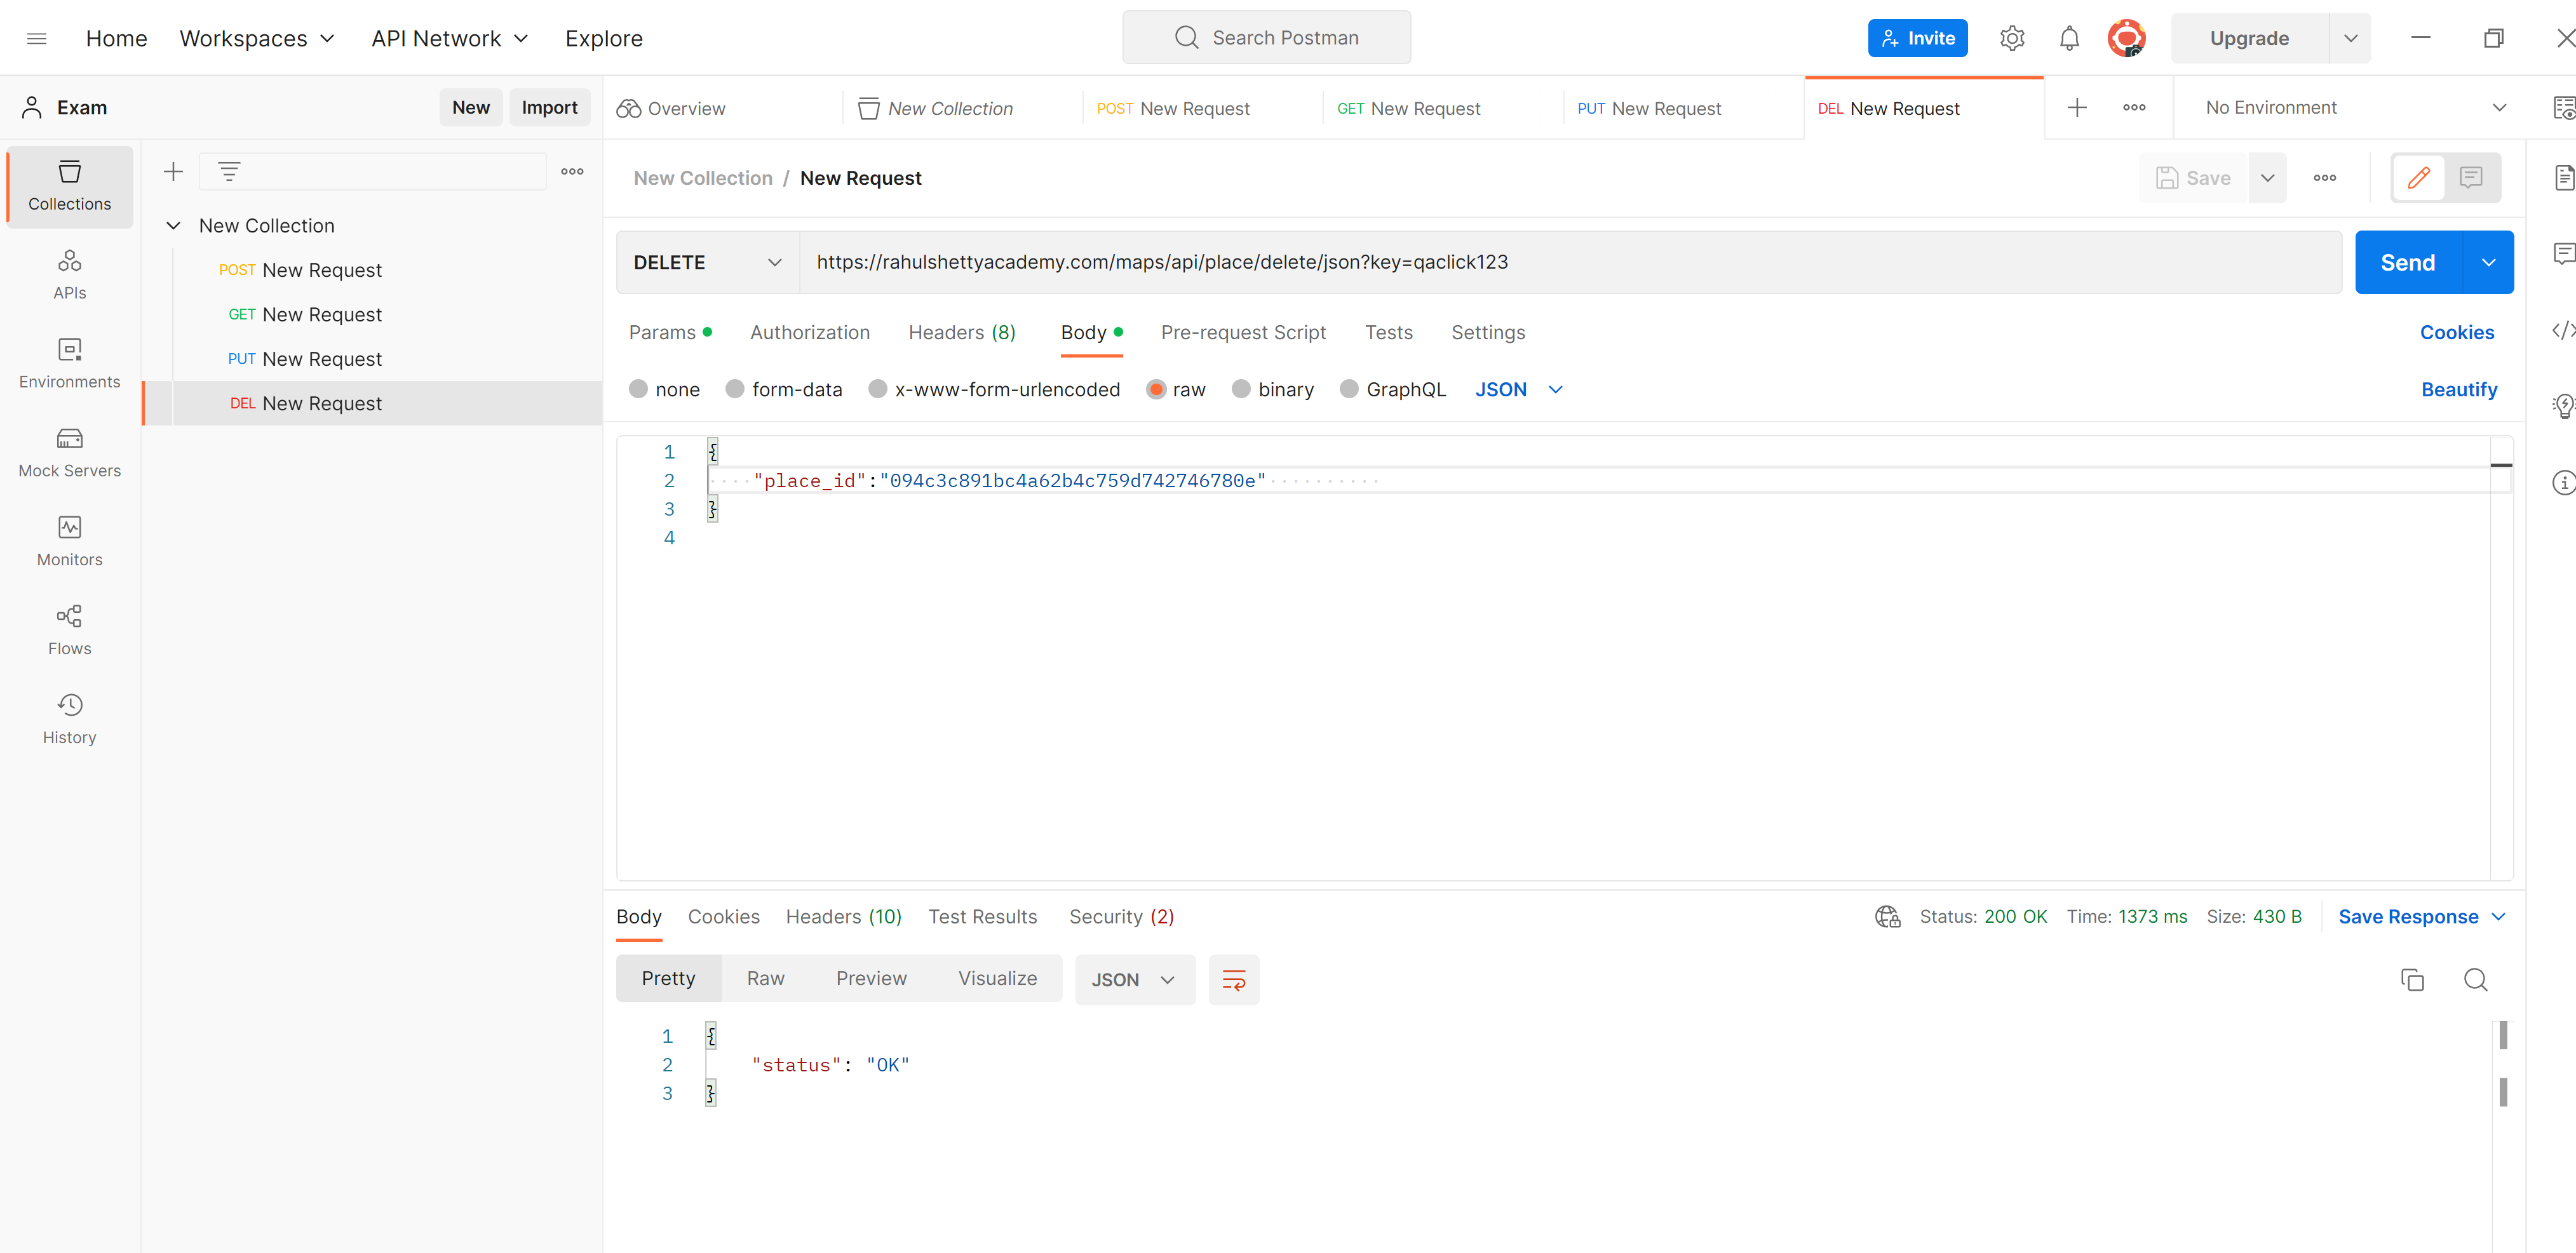 Home Workspaces API Network Explore Search Postman Invite Upgrade
Exam New Import Overview New Collection POST New Request GET New Request PUT New Request DEL New Request No Environment
Collections
APIs
Environments
Mock Servers
Monitors
Flows
History
New Collection
POST New Request
GET New Request
PUT New Request
DEL New Request
New Collection / New Request Save
DELETE https://rahulshettyacademy.com/maps/api/place/delete/json?key=qaclick123 Send
Params Authorization Headers (8) Body Pre-request Script Tests Settings Cookies
none form-data x-www-form-urlencoded raw binary GraphQL JSON Beautify
1 {
2 "place_id":"094c3c891bc4a62b4c759d742746780e"
3 }
4
Body Cookies Headers (10) Test Results Security (2) Status: 200 OK Time: 1373 ms Size: 430 B Save Response
Pretty Raw Preview Visualize JSON
1 {
2 "status": "OK"
3 }